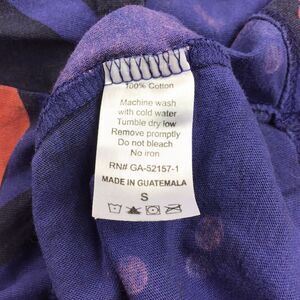 100% Cotton
Machine wash
with cold water
Tumble dry low
Remove promptly
Do not bleach
No iron
RN# GA-52157-1
MADE IN GUATEMALA
S